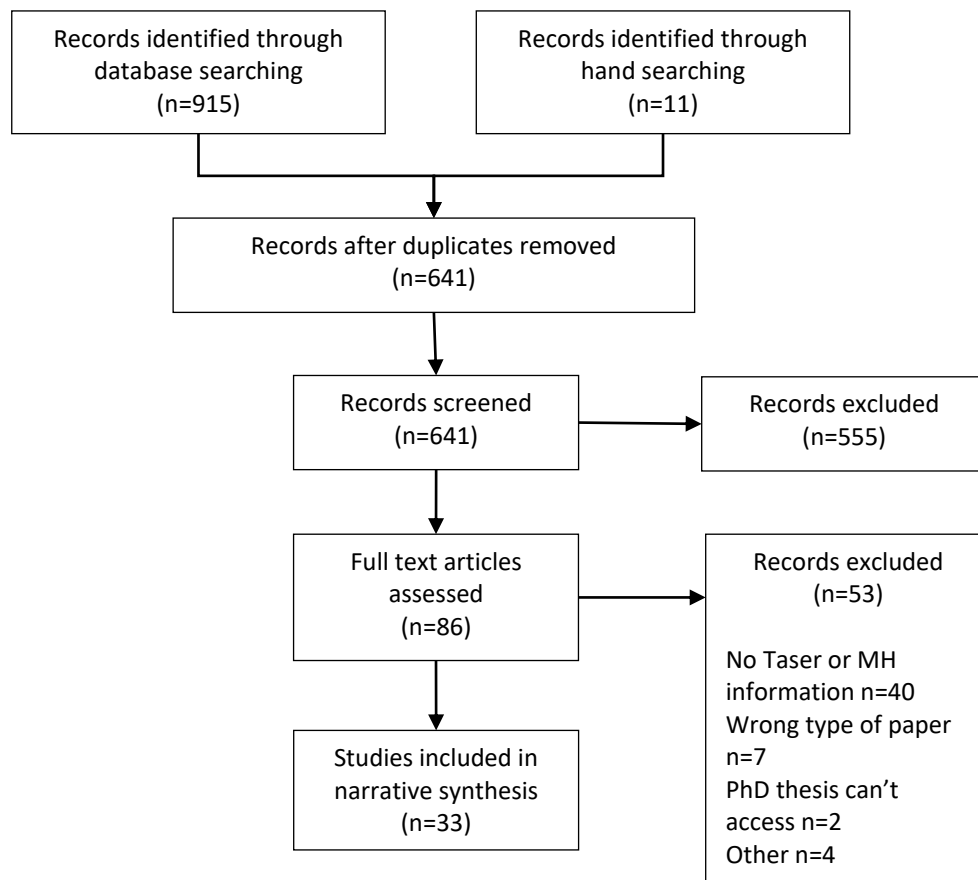 Records identified through
database searching
(n=915)
Records identified through
hand searching
(n=11)
Records after duplicates removed
(n=641)
Records screened
(n=641)
Records excluded
(n=555)
Full text articles
assessed
(n=86)
Records excluded
(n=53)
No Taser or MH
information n=40
Wrong type of paper
n=7
PhD thesis can’t
access n=2
Other n=4
Studies included in
narrative synthesis
(n=33)